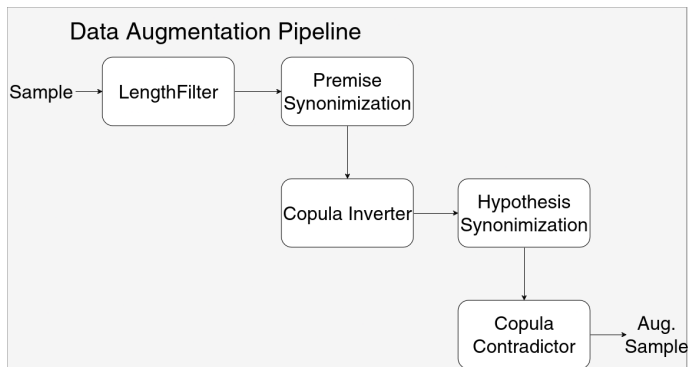 Data Augmentation Pipeline
Sample
LengthFilter
Premise
Synonimization
Copula Inverter
Hypothesis
Synonimization
Copula
Contradictor
Aug.
Sample